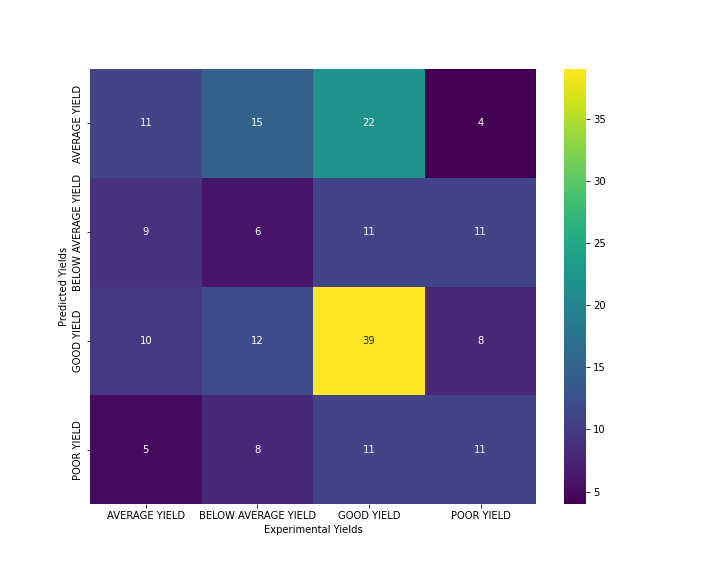 AVERAGE YIELD
11 15 22 4
BELOW AVERAGE YIELD
9 6 11 11
GOOD YIELD
10 12 39 8
POOR YIELD
5 8 11 11
Predicted Yields
AVERAGE YIELD BELOW AVERAGE YIELD GOOD YIELD POOR YIELD
Experimental Yields
35
30
25
20
15
10
5